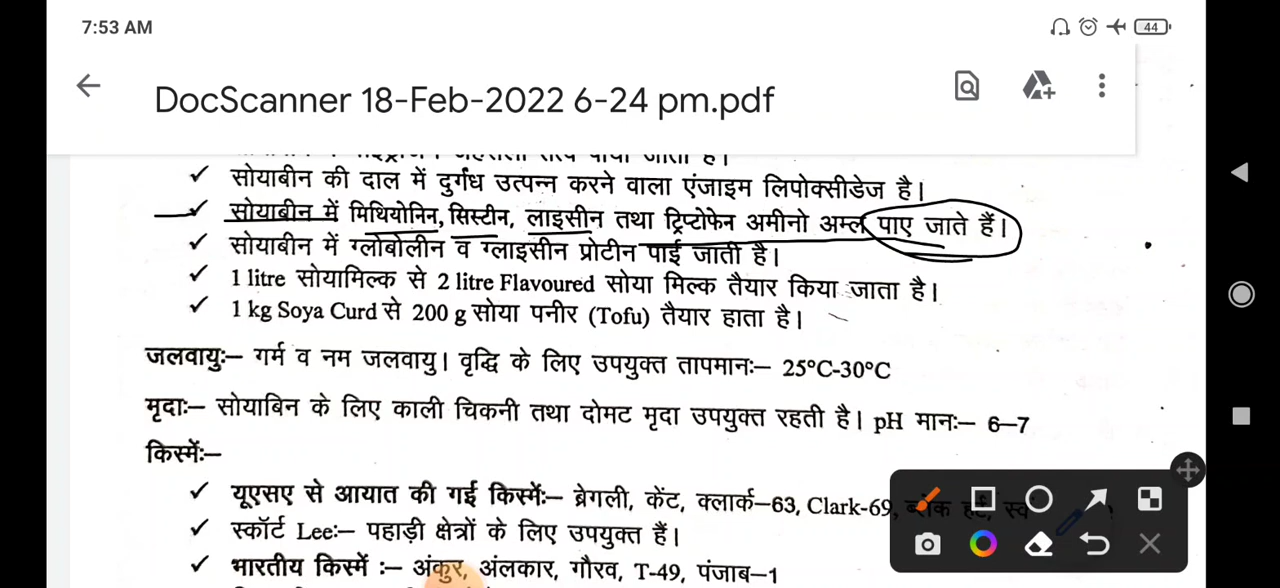 7:53 AM
44
DocScanner 18-Feb-2022 6-24 pm.pdf
✓ सोयाबीन की दाल में दुर्गंध उत्पन्न करने वाला एंजाइम लिपोक्सीडेज है।
✓ सोयाबीन में मिथियोनिन, सिस्टीन, लाइसीन तथा ट्रिप्टोफेन अमीनो अम्ल पाए जाते हैं।
✓ सोयाबीन में ग्लोबोलीन व ग्लाइसीन प्रोटीन पाई जाती है।
✓ 1 litre सोयामिल्क से 2 litre Flavoured सोया मिल्क तैयार किया जाता है।
✓ 1 kg Soya Curd से 200 g सोया पनीर (Tofu) तैयार हाता है।
जलवायुः– गर्म व नम जलवायु। वृद्धि के लिए उपयुक्त तापमानः– 25°C-30°C
मृदाः– सोयाबिन के लिए काली चिकनी तथा दोमट मृदा उपयुक्त रहती है। pH मानः– 6–7
किस्मेंः–
✓ यूएसए से आयात की गई किस्मेंः– ब्रेगली, केंट, क्लार्क–63, Clark-69,
✓ स्कॉर्ट Lee:– पहाड़ी क्षेत्रों के लिए उपयुक्त हैं।
✓ भारतीय किस्में :– अंकुर, अंलकार, गौरव, T-49, पंजाब–1